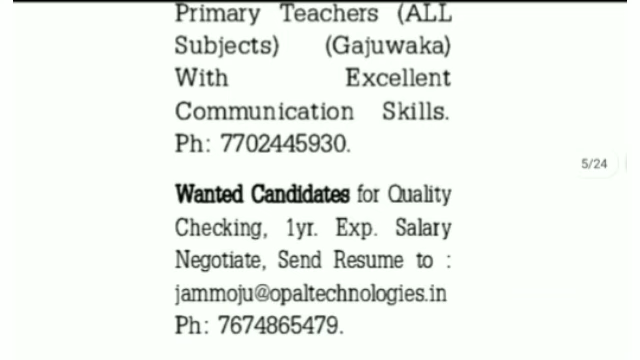 Primary Teachers (ALL
Subjects) (Gajuwaka)
With Excellent
Communication Skills.
Ph: 7702445930.
5/24
Wanted Candidates for Quality
Checking, 1yr. Exp. Salary
Negotiate, Send Resume to :
jammoju@opaltechnologies.in
Ph: 7674865479.